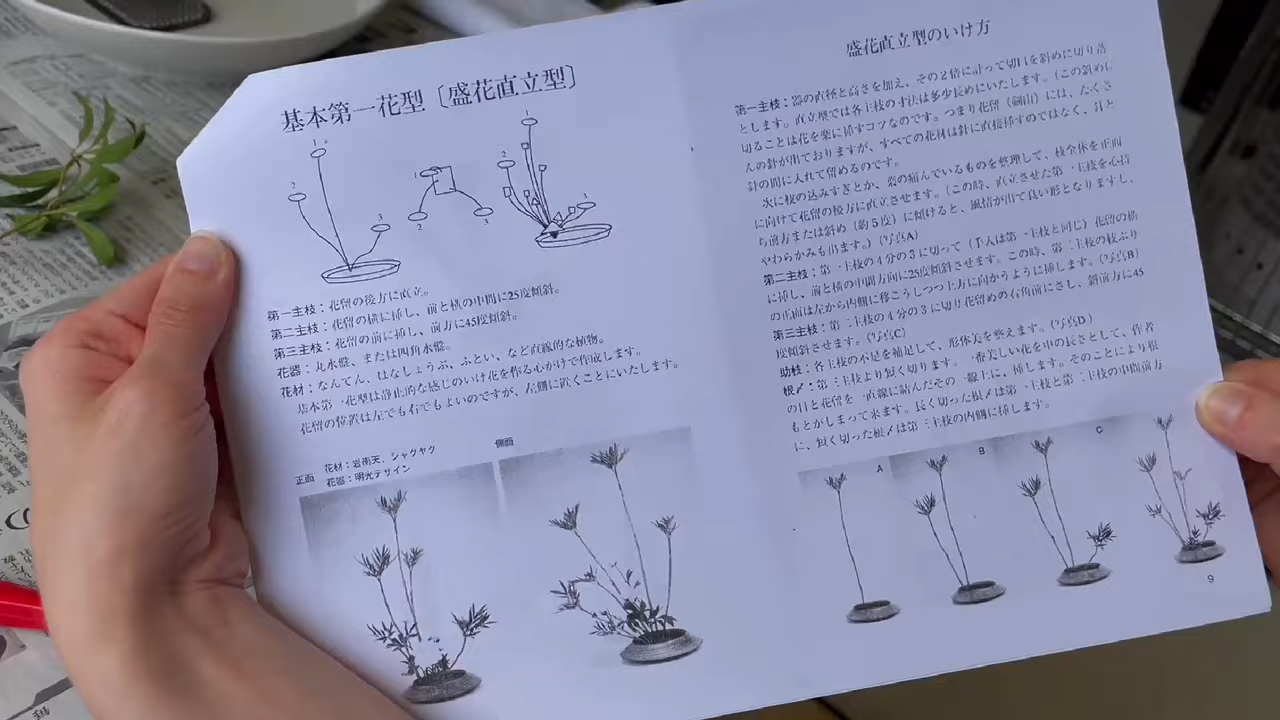 基本第一花型〔盛花直立型〕
1
2
3
1
2
3
1
2
3
第一主枝：花留の後方に直立。
第二主枝：花留の横に挿し、前と横の中間に25度傾斜。
第三主枝：花留の前に挿し、前方に45度傾斜。
花器：丸水盤、または四角水盤。
花材：なんてん、はなしょうぶ、ふとい、など直線的な植物。
基本第一花型は静止的な感じのいけ花を作る心がけで作成します。
花留の位置は左でも右でもよいのですが、左側に置くことにいたします。
正面
花材：岩南天、シャクヤク
花器：明光デザイン
側面
盛花直立型のいけ方
第一主枝：器の直径と高さを加え、その2倍に計って切口を斜めに切り落
とします。直立型では各主枝の寸法は多少長めにいたします。（この斜めに
切ることは花を楽に挿すコツなのです。つまり花留（剣山）には、たくさ
んの針が出ておりますが、すべての花材は針に直接挿すのではなく、針と
針の間に入れて留めるのです。
次に枝の込みすぎとか、葉の痛んでいるものを整理して、枝全体を正面
に向けて花留の後方に直立させます。（この時、直立させた第一主枝を心持
ち前方または斜め（約5度）に傾けると、風情が出て良い形となりますし、
やわらかみも出ます。）（写真A）
第二主枝：第一主枝の4分の3に切って（手入は第一主枝と同じ）花留の横
に挿し、前と横の中間方向に25度傾斜させます。この時、第二主枝の枝ぶり
の正面は左から内側に移こうしつつ上方に向かうように挿します。（写真B）
第三主枝：第二主枝の4分の3に切り花留めの右角前にさし、斜前方に45
度傾斜させます。（写真C）
助枝：各主枝の不足を補足して、形体美を整えます。（写真D）
根〆：第三主枝より短く切ります。一番美しい花を中の長さとして、作者
の目と花留を一直線に結んだその一線上に、挿します。そのことにより根
もとがしまって来ます。長く切った根〆は第一主枝と第三主枝の中間前方
に、短く切った根〆は第三主枝の内側に挿します。
A
B
C
9